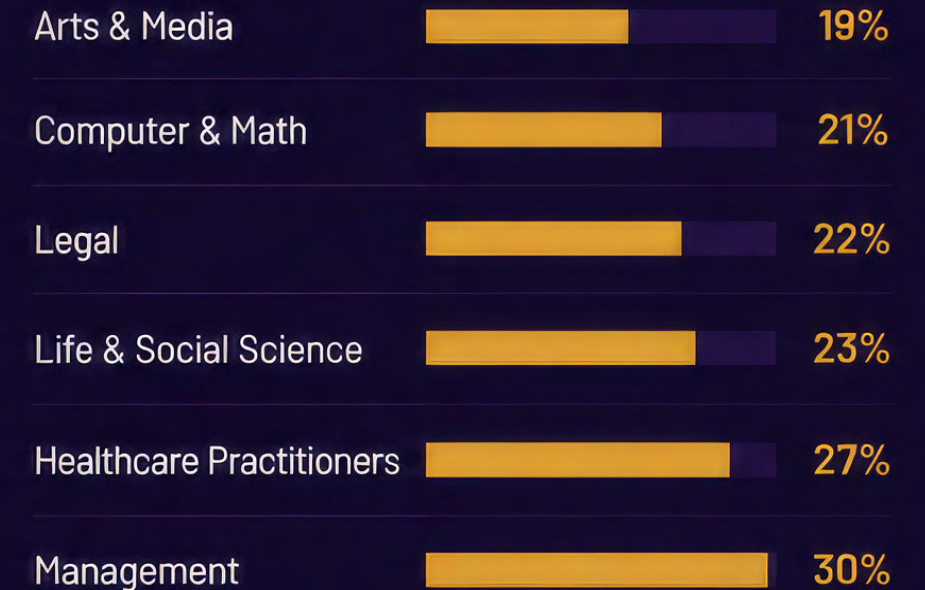 Arts & Media 19%
Computer & Math 21%
Legal 22%
Life & Social Science 23%
Healthcare Practitioners 27%
Management 30%